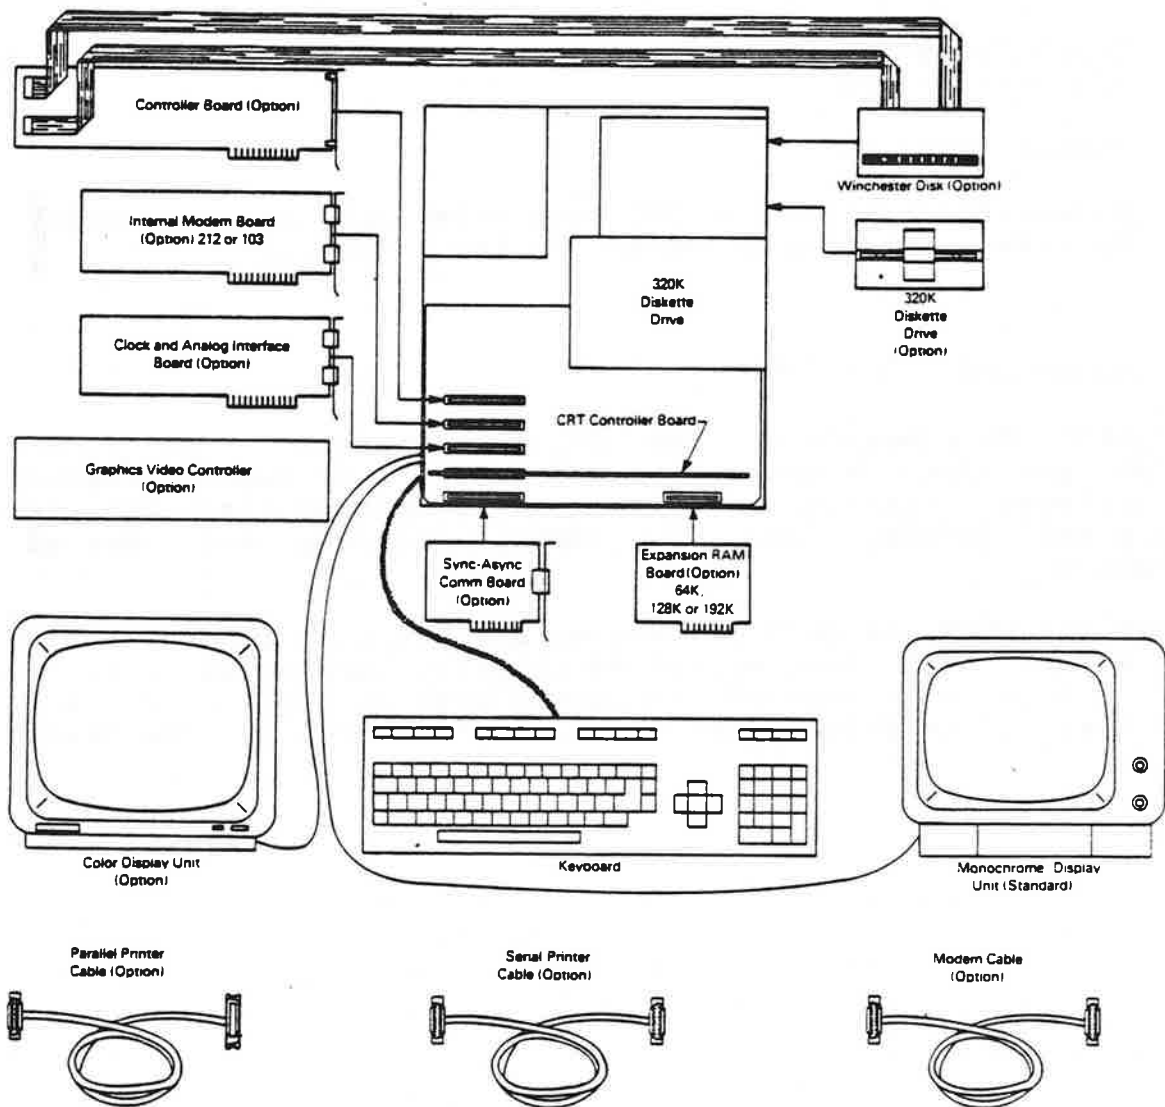 Controller Board (Option)
Winchester Disk (Option)
Internal Modem Board
(Option) 212 or 103
320K
Diskette
Drive
320K
Diskette
Drive
(Option)
Clock and Analog Interface
Board (Option)
CRT Controller Board
Graphics Video Controller
(Option)
Sync-Async
Comm Board
(Option)
Expansion RAM
Board (Option)
64K,
128K or 192K
Color Display Unit
(Option)
Keyboard
Monochrome Display
Unit (Standard)
Parallel Printer
Cable (Option)
Serial Printer
Cable (Option)
Modem Cable
(Option)